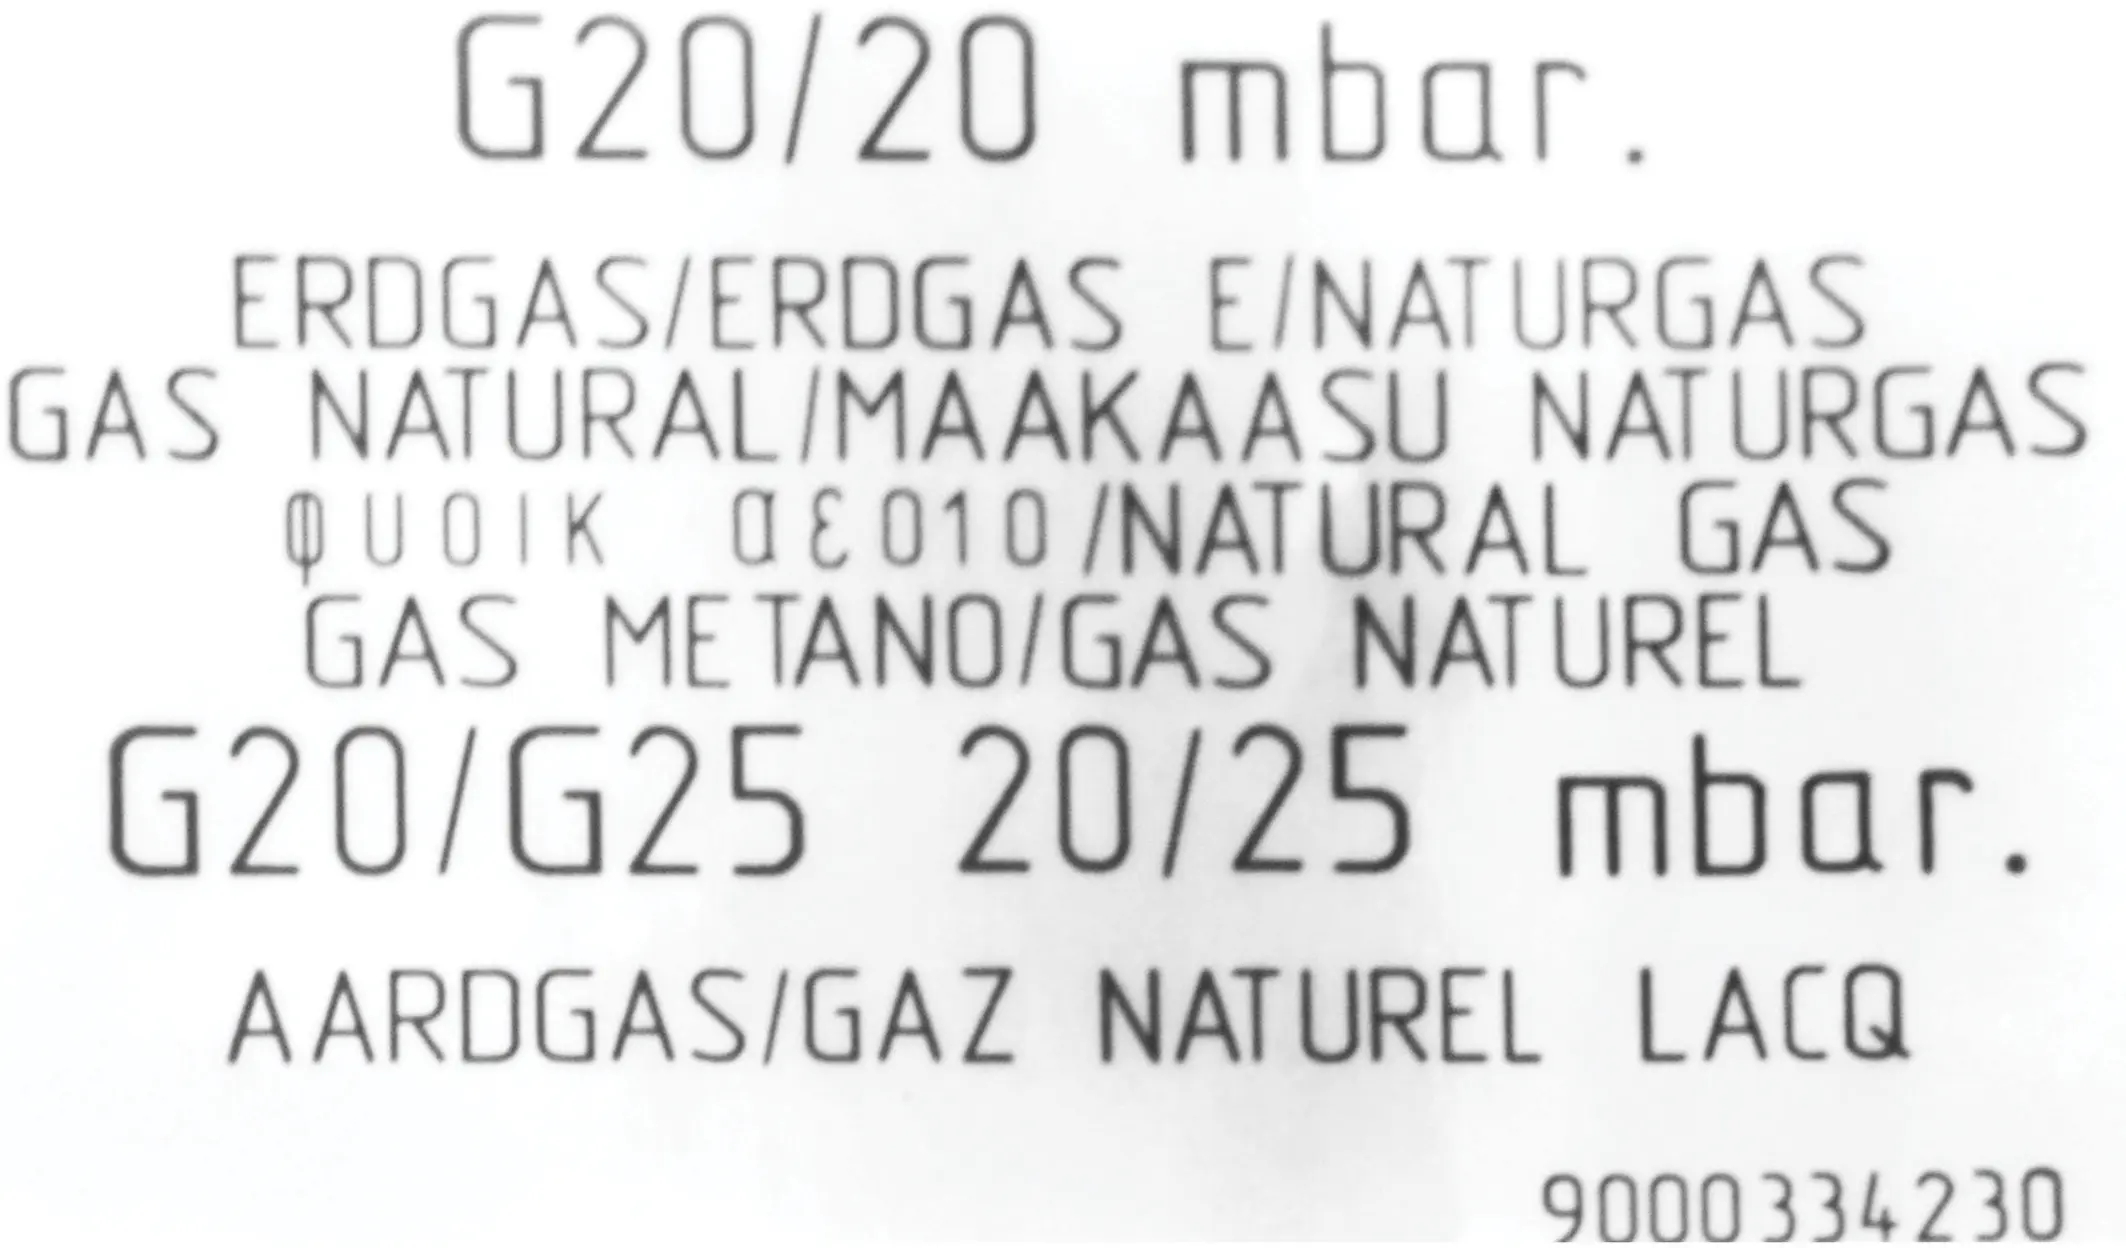 G20/20 mbar.
ERDGAS/ERDGAS E/NATURGAS
GAS NATURAL/MAAKAASU NATURGAS
φUOIK αε010/NATURAL GAS
GAS METANO/GAS NATUREL
G20/G25 20/25 mbar.
AARDGAS/GAZ NATUREL LACQ
9000334230